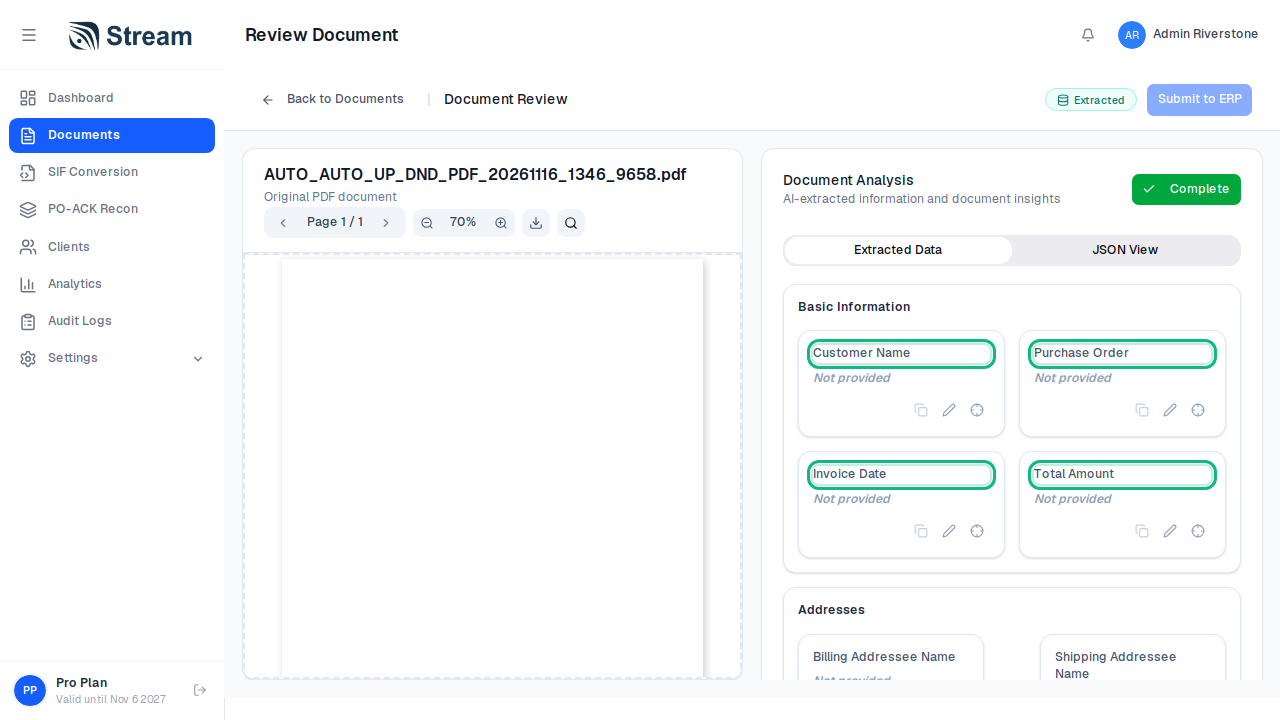 Stream
Review Document
AR
Admin Riverstone
Dashboard
Documents
SIF Conversion
PO-ACK Recon
Clients
Analytics
Audit Logs
Settings
PP
Pro Plan
Valid until Nov 6 2027
Back to Documents
Document Review
Extracted
Submit to ERP
AUTO_AUTO_UP_DND_PDF_20261116_1346_9658.pdf
Original PDF document
Page 1 / 1
70%
Document Analysis
AI-extracted information and document insights
Complete
Extracted Data
JSON View
Basic Information
Customer Name
Not provided
Purchase Order
Not provided
Invoice Date
Not provided
Total Amount
Not provided
Addresses
Billing Addressee Name
Not provided
Shipping Addressee
Name